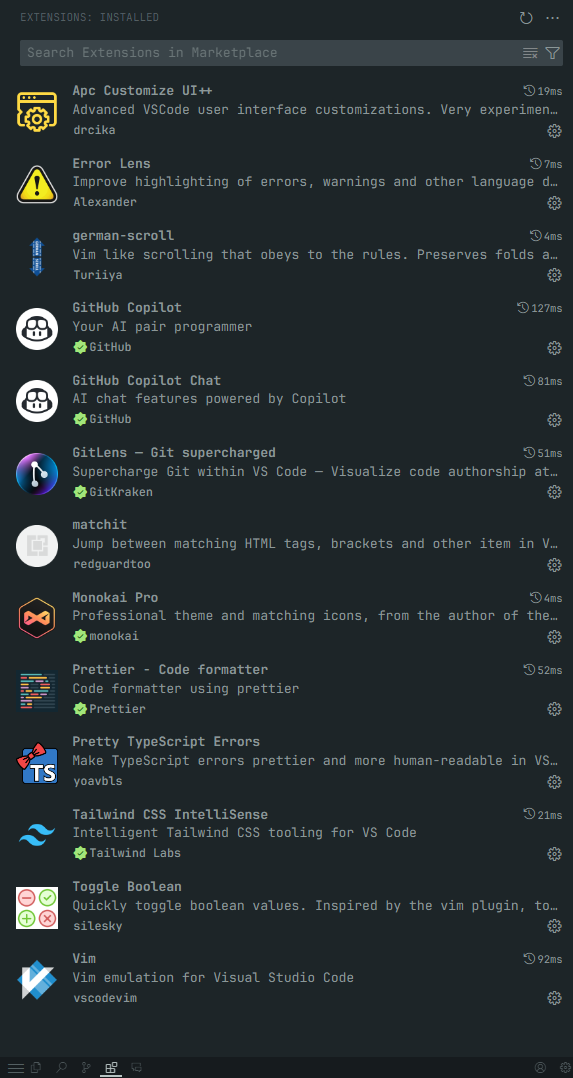 EXTENSIONS: INSTALLED
Search Extensions in Marketplace
Apc Customize UI++ 19ms
Advanced VSCode user interface customizations. Very experimen…
drcika
Error Lens 7ms
Improve highlighting of errors, warnings and other language d…
Alexander
german-scroll 4ms
Vim like scrolling that obeys to the rules. Preserves folds a…
Turiiya
GitHub Copilot 127ms
Your AI pair programmer
GitHub
GitHub Copilot Chat 81ms
AI chat features powered by Copilot
GitHub
GitLens — Git supercharged 51ms
Supercharge Git within VS Code — Visualize code authorship at…
GitKraken
matchit
Jump between matching HTML tags, brackets and other item in V…
redguardtoo
Monokai Pro 4ms
Professional theme and matching icons, from the author of the…
monokai
Prettier - Code formatter 52ms
Code formatter using prettier
Prettier
Pretty TypeScript Errors
Make TypeScript errors prettier and more human-readable in VS…
TS
yoavbls
Tailwind CSS IntelliSense 21ms
Intelligent Tailwind CSS tooling for VS Code
Tailwind Labs
Toggle Boolean
Quickly toggle boolean values. Inspired by the vim plugin, to…
silesky
Vim 92ms
Vim emulation for Visual Studio Code
vscodevim